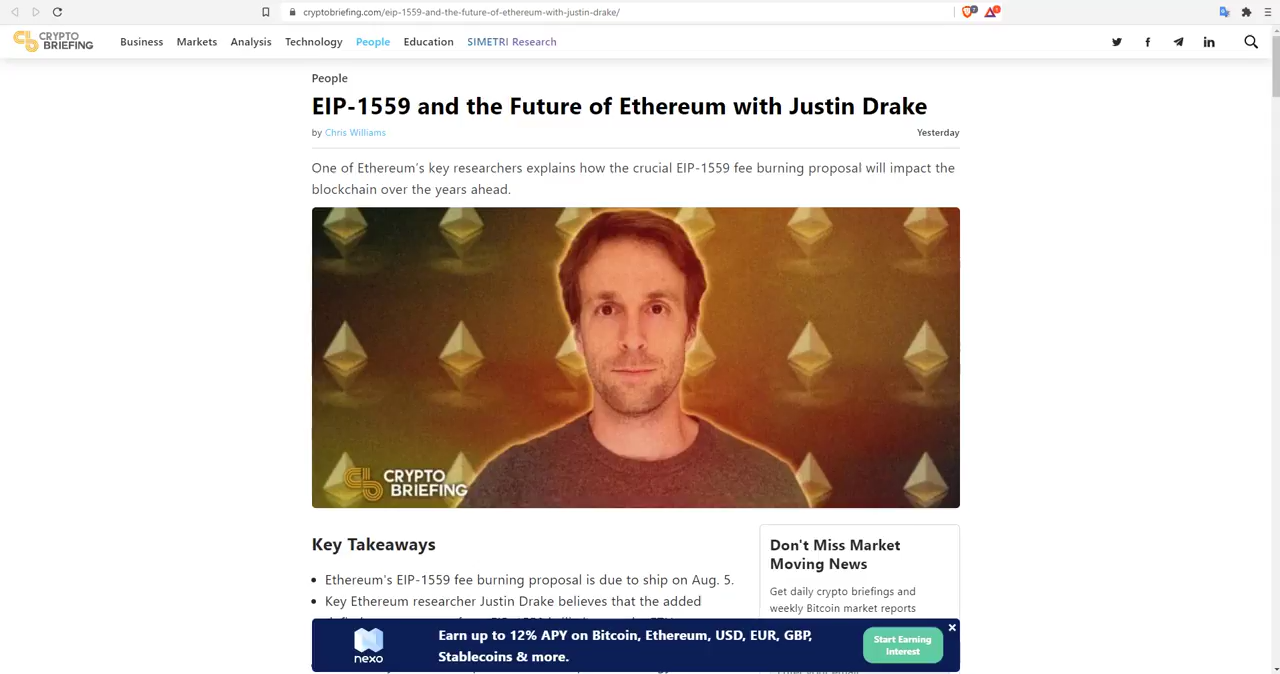 cryptobriefing.com/eip-1559-and-the-future-of-ethereum-with-justin-drake/
CRYPTO
BRIEFING
Business Markets Analysis Technology People Education SIMETRI Research
People
EIP-1559 and the Future of Ethereum with Justin Drake
by Chris Williams Yesterday
One of Ethereum's key researchers explains how the crucial EIP-1559 fee burning proposal will impact the
blockchain over the years ahead.
CRYPTO
BRIEFING
Key Takeaways
Ethereum's EIP-1559 fee burning proposal is due to ship on Aug. 5.
Key Ethereum researcher Justin Drake believes that the added
Don't Miss Market
Moving News
Get daily crypto briefings and
weekly Bitcoin market reports
nexo
Earn up to 12% APY on Bitcoin, Ethereum, USD, EUR, GBP,
Stablecoins & more.
Start Earning
Interest